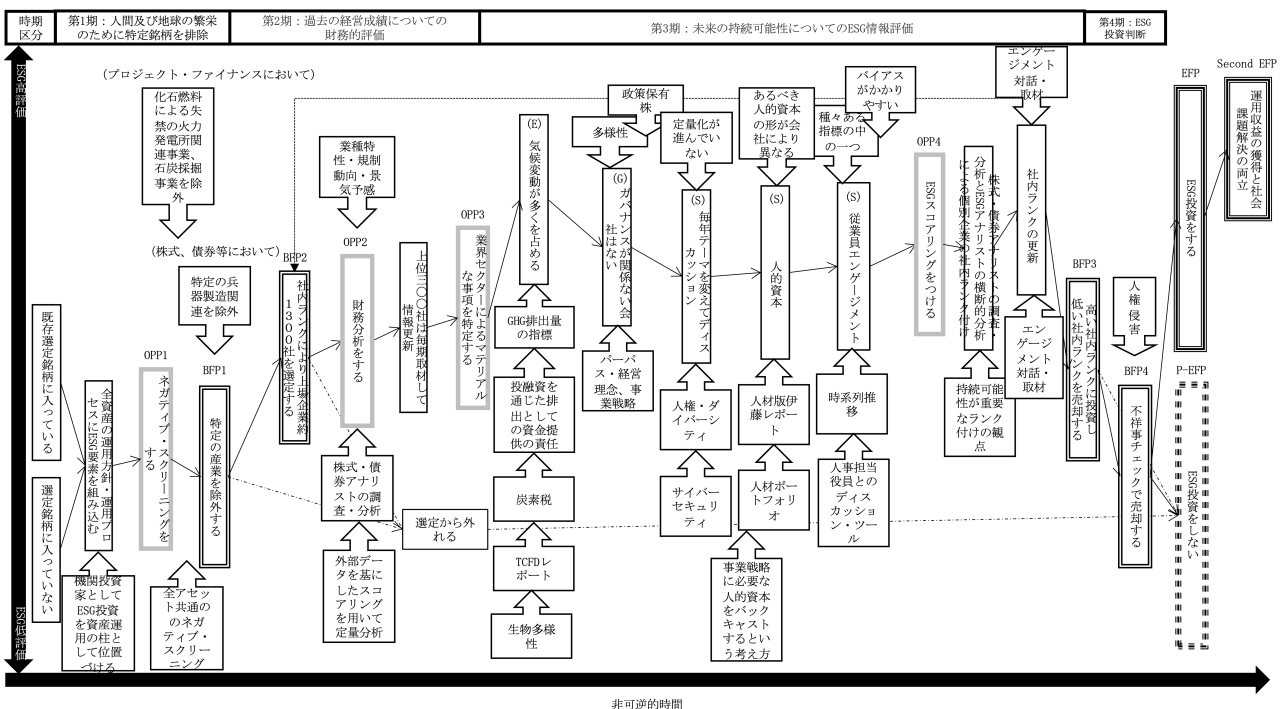 時期
区分
第1期：人間及び地球の繁栄
のために特定銘柄を排除
第2期：過去の経営成績についての
財務的評価
第3期：未来の持続可能性についてのESG情報評価
第4期：ESG
投資判断
ESG高評価
ESG低評価
(プロジェクト・ファイナンスにおいて)
化石燃料
による失
禁の火力
発電所関
連事業、
石炭採掘
事業を除
外
(株式、債券等において)
特定の兵
器製造関
連を除外
既存選定銘柄に入っている
選定銘柄に入っていない
全資産の運用方針・運用プロ
セスにESG要素を組み込む
機関投資
家として
ESG投資
を資産運
用の柱と
して位置
づける
OPP1
ネガティブ・スクリーニングを
する
全アセッ
ト共通の
のネガ
ティブ・
スクリー
ニング
BFP1
特定の産業を除外する
BFP2
社内ランクにより上場企業約
1300社を選定する
業種特
性・規制
動向・景
気予感
OPP2
財務分析をする
株式・債
券アナリ
ストの調
査・分析
外部デー
タを基に
したスコ
アリング
を用いて
定量分析
上位三〇〇社は毎期取材して
情報更新
選定から外
れる
OPP3
業界セクターによるマテリアル
な事項を特定する
(E)
気候変動が多くを占める
GHG排出量
の指標
投融資を
通じた排
出として
の資金提
供の責任
炭素税
TCFDレ
ポート
生物多様
性
政策保有
株
多様性
(G)
ガバナンスが関係ない会
社はない
パーパ
ス・経営
理念、事
業戦略
定量化が
進んでい
ない
(S)
毎年テーマを変えてディス
カッション
人権・ダ
イバーシ
ティ
サイバー
セキュリ
ティ
あるべき
人的資本
の形が会
社により
異なる
(S)
人的資本
人材版伊
藤レポー
ト
人材ポー
トフォリ
オ
事業戦略
に必要な
人的資本
をバック
キャスト
するとい
う考え方
バイアス
がかかり
やすい
種々ある
指標の中
の一つ
(S)
従業員エンゲージメント
時系列推
移
人事担当
役員との
ディス
カッショ
ン・ツー
ル
OPP4
ESGスコアリングをつける
株式・債券アナリストの調査・
分析とESGアナリストの横断的分析
による個別企業の社内ランク付け
持続可能
性が重要
なランク
付けの観
点
エンゲー
ジメント
対話・
取材
社内ランクの更新
エン
ゲージ
メント
対話・
取材
BFP3
高い社内ランクに投資し
低い社内ランクを売却する
人権
侵害
BFP4
不祥事チェックで売却する
EFP
ESG投資をする
P-EFP
ESG投資をしない
Second EFP
運用収益の獲得と社会
課題解決の両立
非可逆的時間